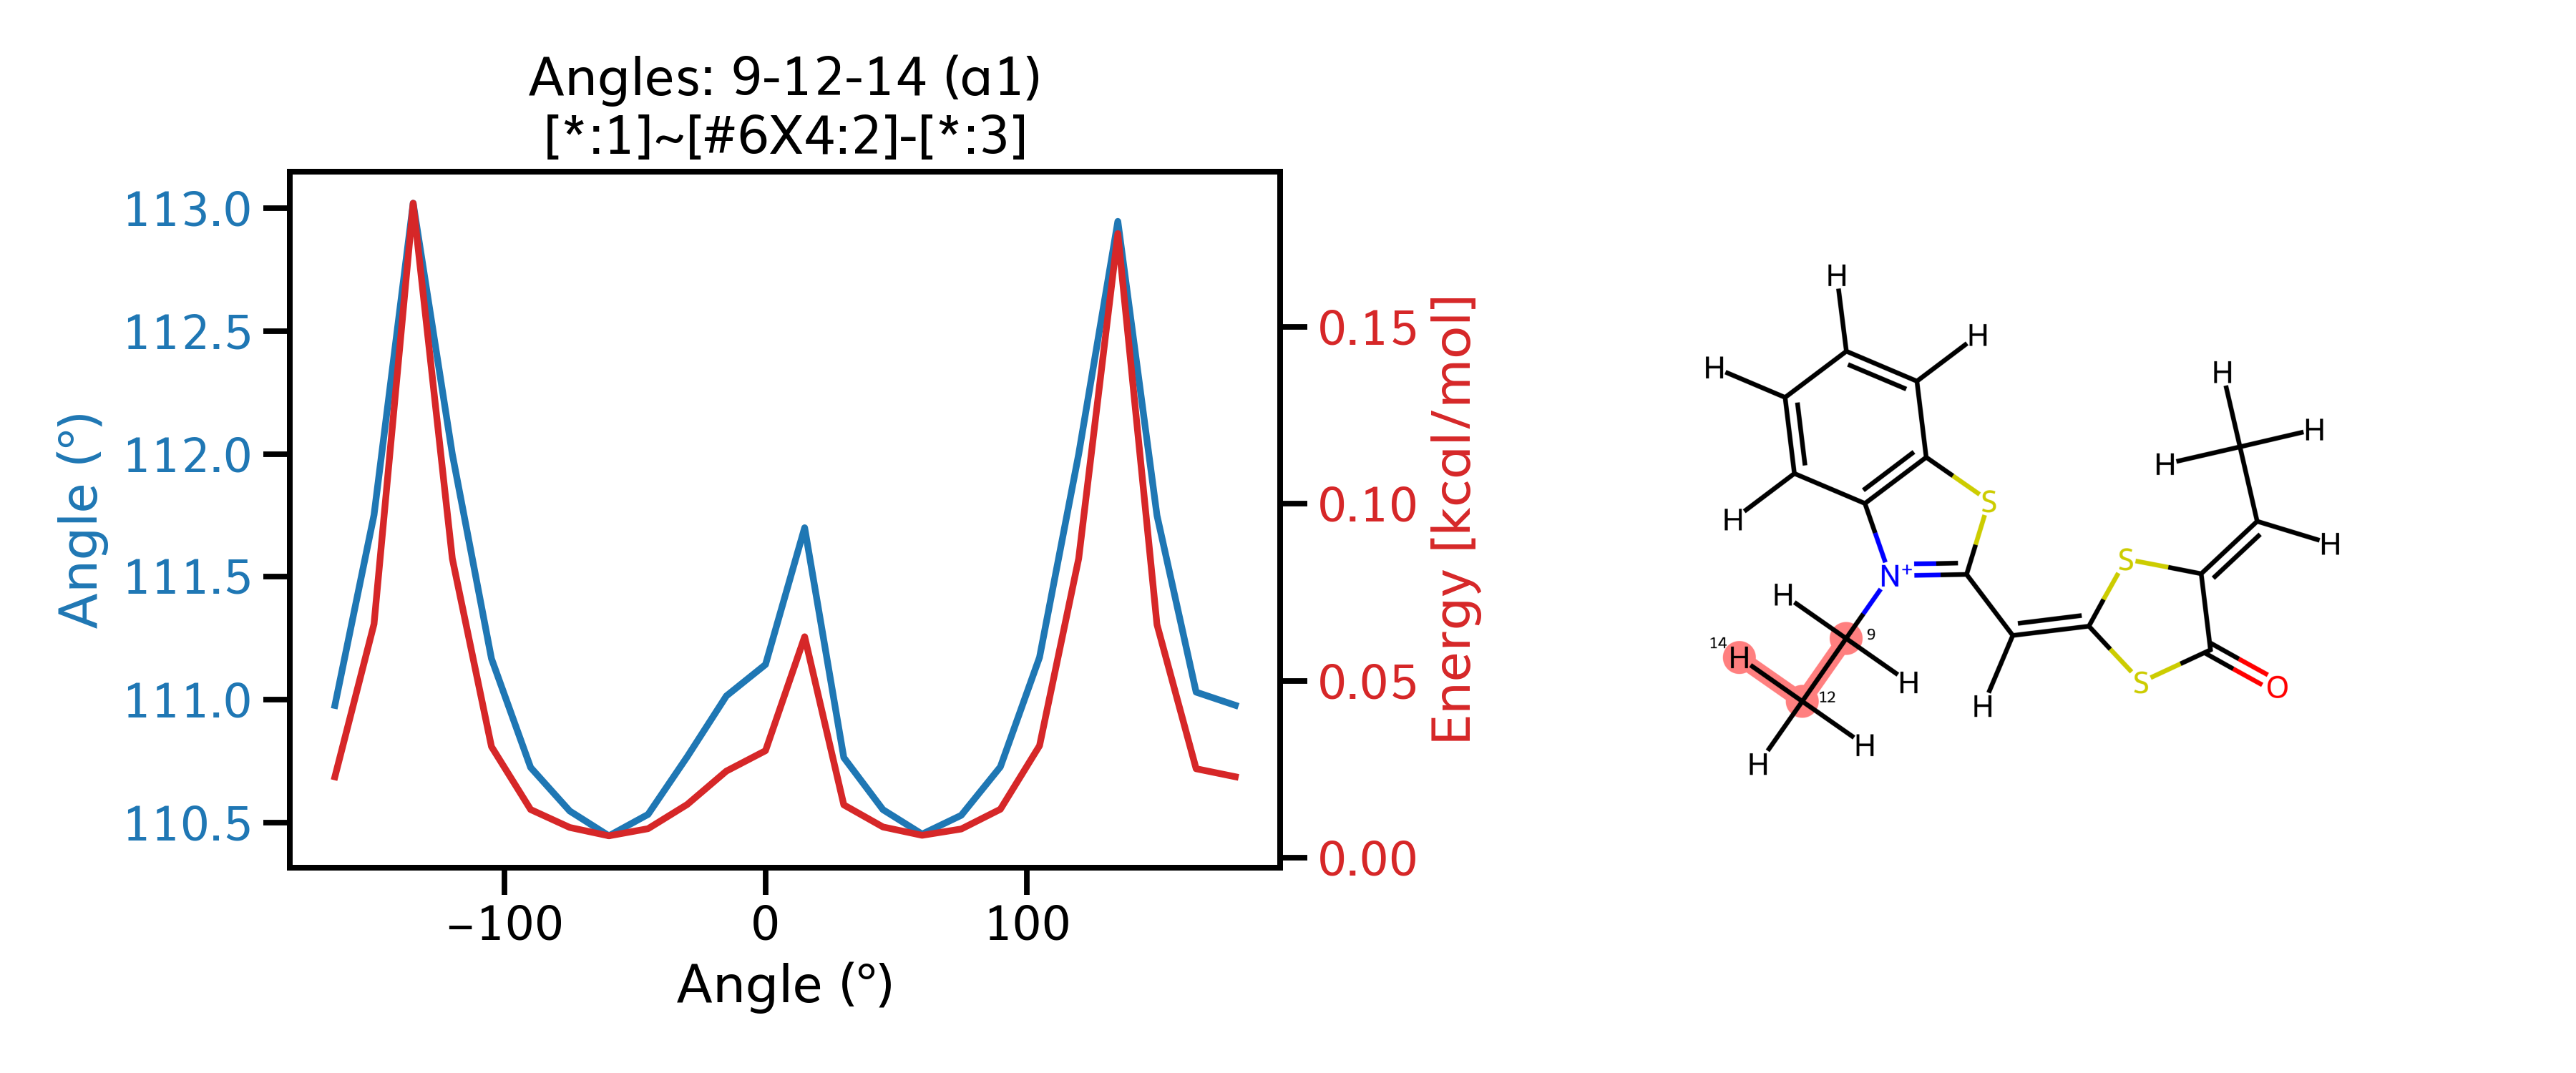 Angles: 9-12-14 (α1)
[*:1]~[#6X4:2]-[*:3]
113.0
112.5
112.0
111.5
111.0
110.5
Angle (°)
0.15
0.10
0.05
0.00
Energy [kcal/mol]
−100
0
100
Angle (°)
H
H
H
H
H
H
H
S
S
H
N⁺
H
9
14
H
12
H
S
O
H
H
H